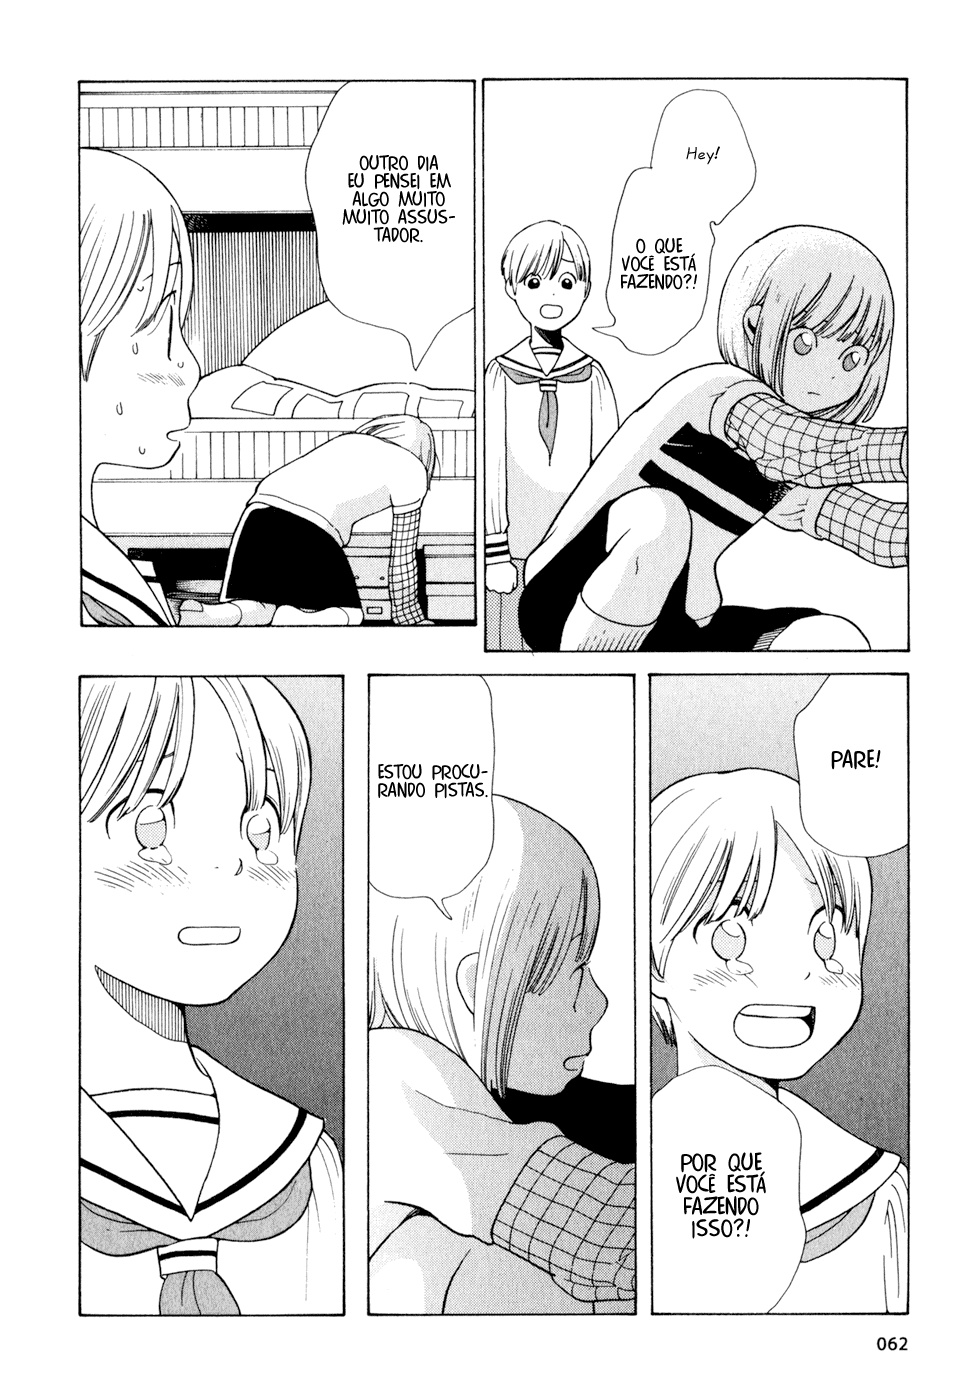 Hey!
O QUE
VOCÊ ESTÁ
FAZENDO?!
OUTRO DIA
EU PENSEI EM
ALGO MUITO
MUITO ASSUS-
TADOR.
PARE!
POR QUE
VOCÊ ESTÁ
FAZENDO
ISSO?!
ESTOU PROCU-
RANDO PISTAS.
062